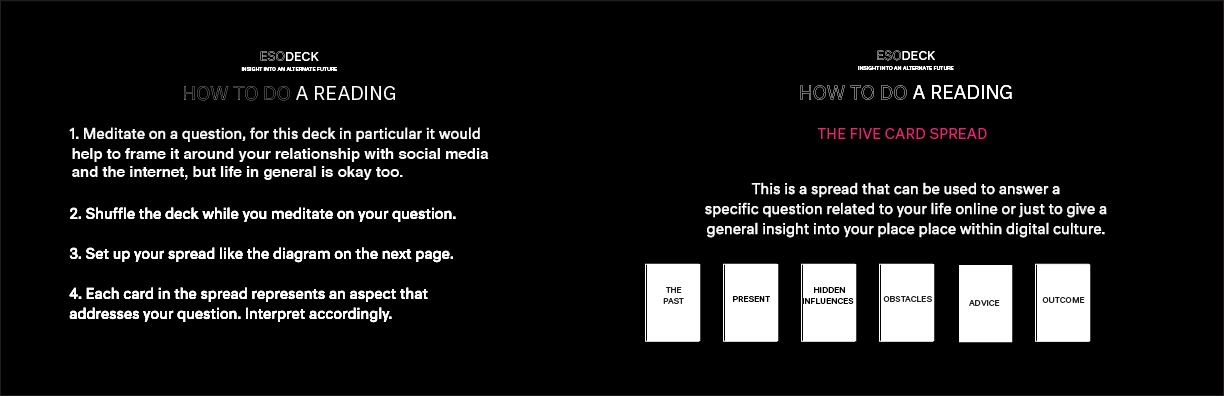 ESODECK
INSIGHT INTO AN ALTERNATE FUTURE
HOW TO DO A READING
1. Meditate on a question, for this deck in particular it would
help to frame it around your relationship with social media
and the internet, but life in general is okay too.
2. Shuffle the deck while you meditate on your question.
3. Set up your spread like the diagram on the next page.
4. Each card in the spread represents an aspect that
addresses your question. Interpret accordingly.
ESODECK
INSIGHT INTO AN ALTERNATE FUTURE
HOW TO DO A READING
THE FIVE CARD SPREAD
This is a spread that can be used to answer a
specific question related to your life online or just to give a
general insight into your place place within digital culture.
THE
PAST
PRESENT
HIDDEN
INFLUENCES
OBSTACLES
ADVICE
OUTCOME